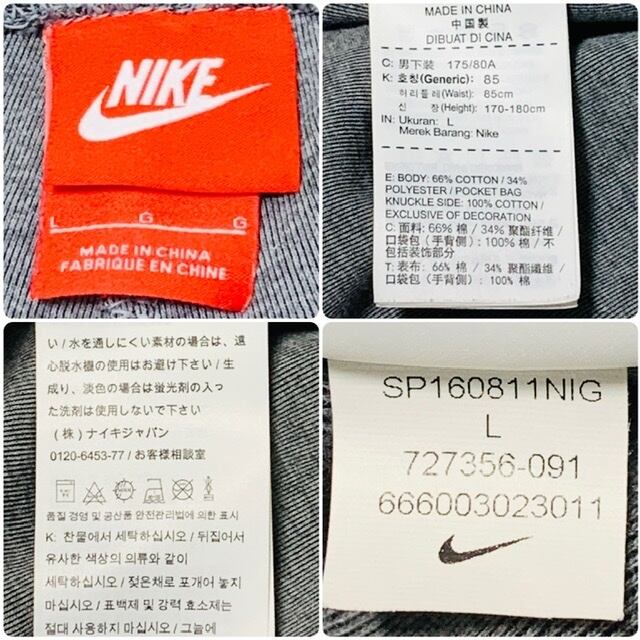 NIKE
L G G
MADE IN CHINA
FABRIQUE EN CHINE
MADE IN CHINA
中国製
DIBUAT DI CINA
C: 男下裝 175/80A
K: 호칭(Generic): 85
허리둘레(Waist): 85cm
신 장(Height): 170-180cm
IN: Ukuran: L
Merek Barang: Nike
E: BODY: 66% COTTON / 34%
POLYESTER / POCKET BAG
KNUCKLE SIDE: 100% COTTON /
EXCLUSIVE OF DECORATION
C: 面料: 66% 棉 / 34% 聚酯纤维 /
口袋包（手背側）: 100% 棉 / 不
包括装饰部分
T: 表布: 66% 棉 / 34% 聚酯纖維 /
口袋包（手背側）: 100% 棉
い / 水を通しにくい素材の場合は、遠
心脱水機の使用はお避け下さい / 生
成り、淡色の場合は蛍光剤の入っ
た洗剤は使用しないで下さい
(株) ナイキジャパン
0120-6453-77 / お客様相談室
품질 경영 및 공산품 안전관리법에 의한 표시
K: 찬물에서 세탁하십시오 / 뒤집어서
유사한 색상의 의류와 같이
세탁하십시오 / 젖은채로 포개어 놓지
마십시오 / 표백제 및 강력 효소제는
절대 사용하지 마십시오 / 그늘에
SP160811NIG
L
727356-091
666003023011